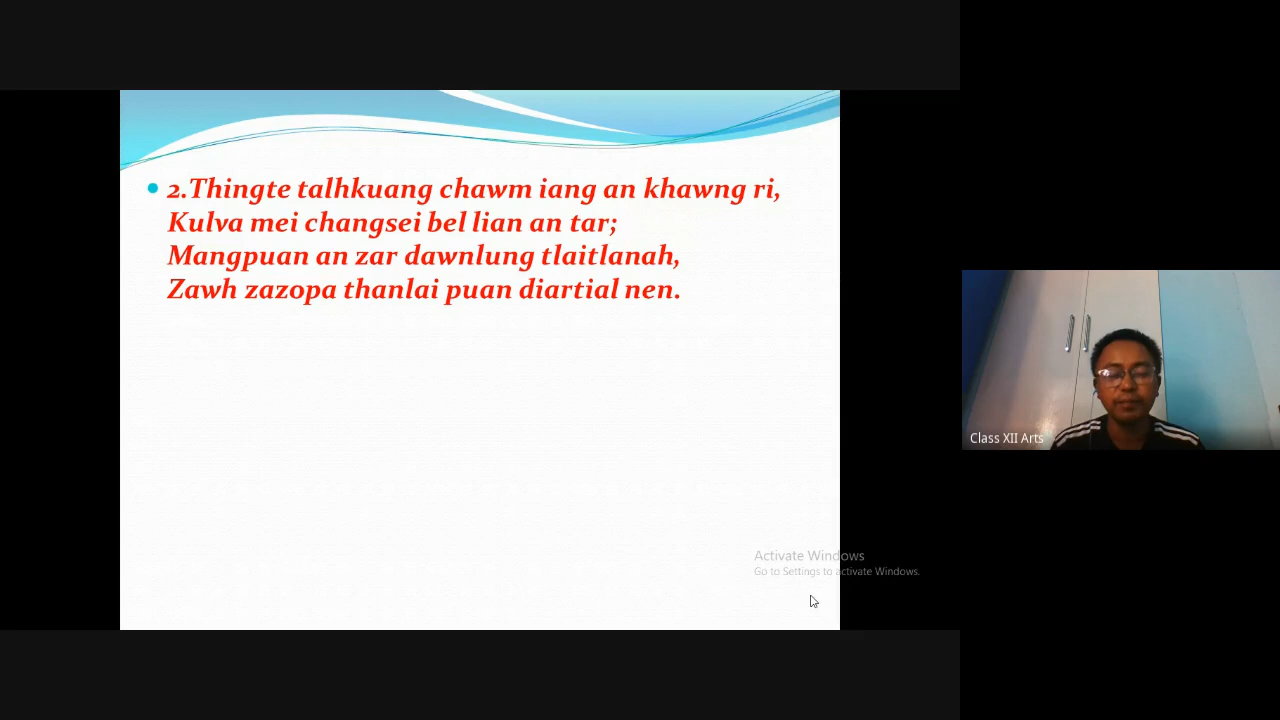 2.Thingte talhkuang chawm iang an khawng ri,
Kulva mei changsei bel lian an tar;
Mangpuan an zar dawnlung tlaitlanah,
Zawh zazopa thanlai puan diartial nen.
Activate Windows
Go to Settings to activate Windows.
Class XII Arts